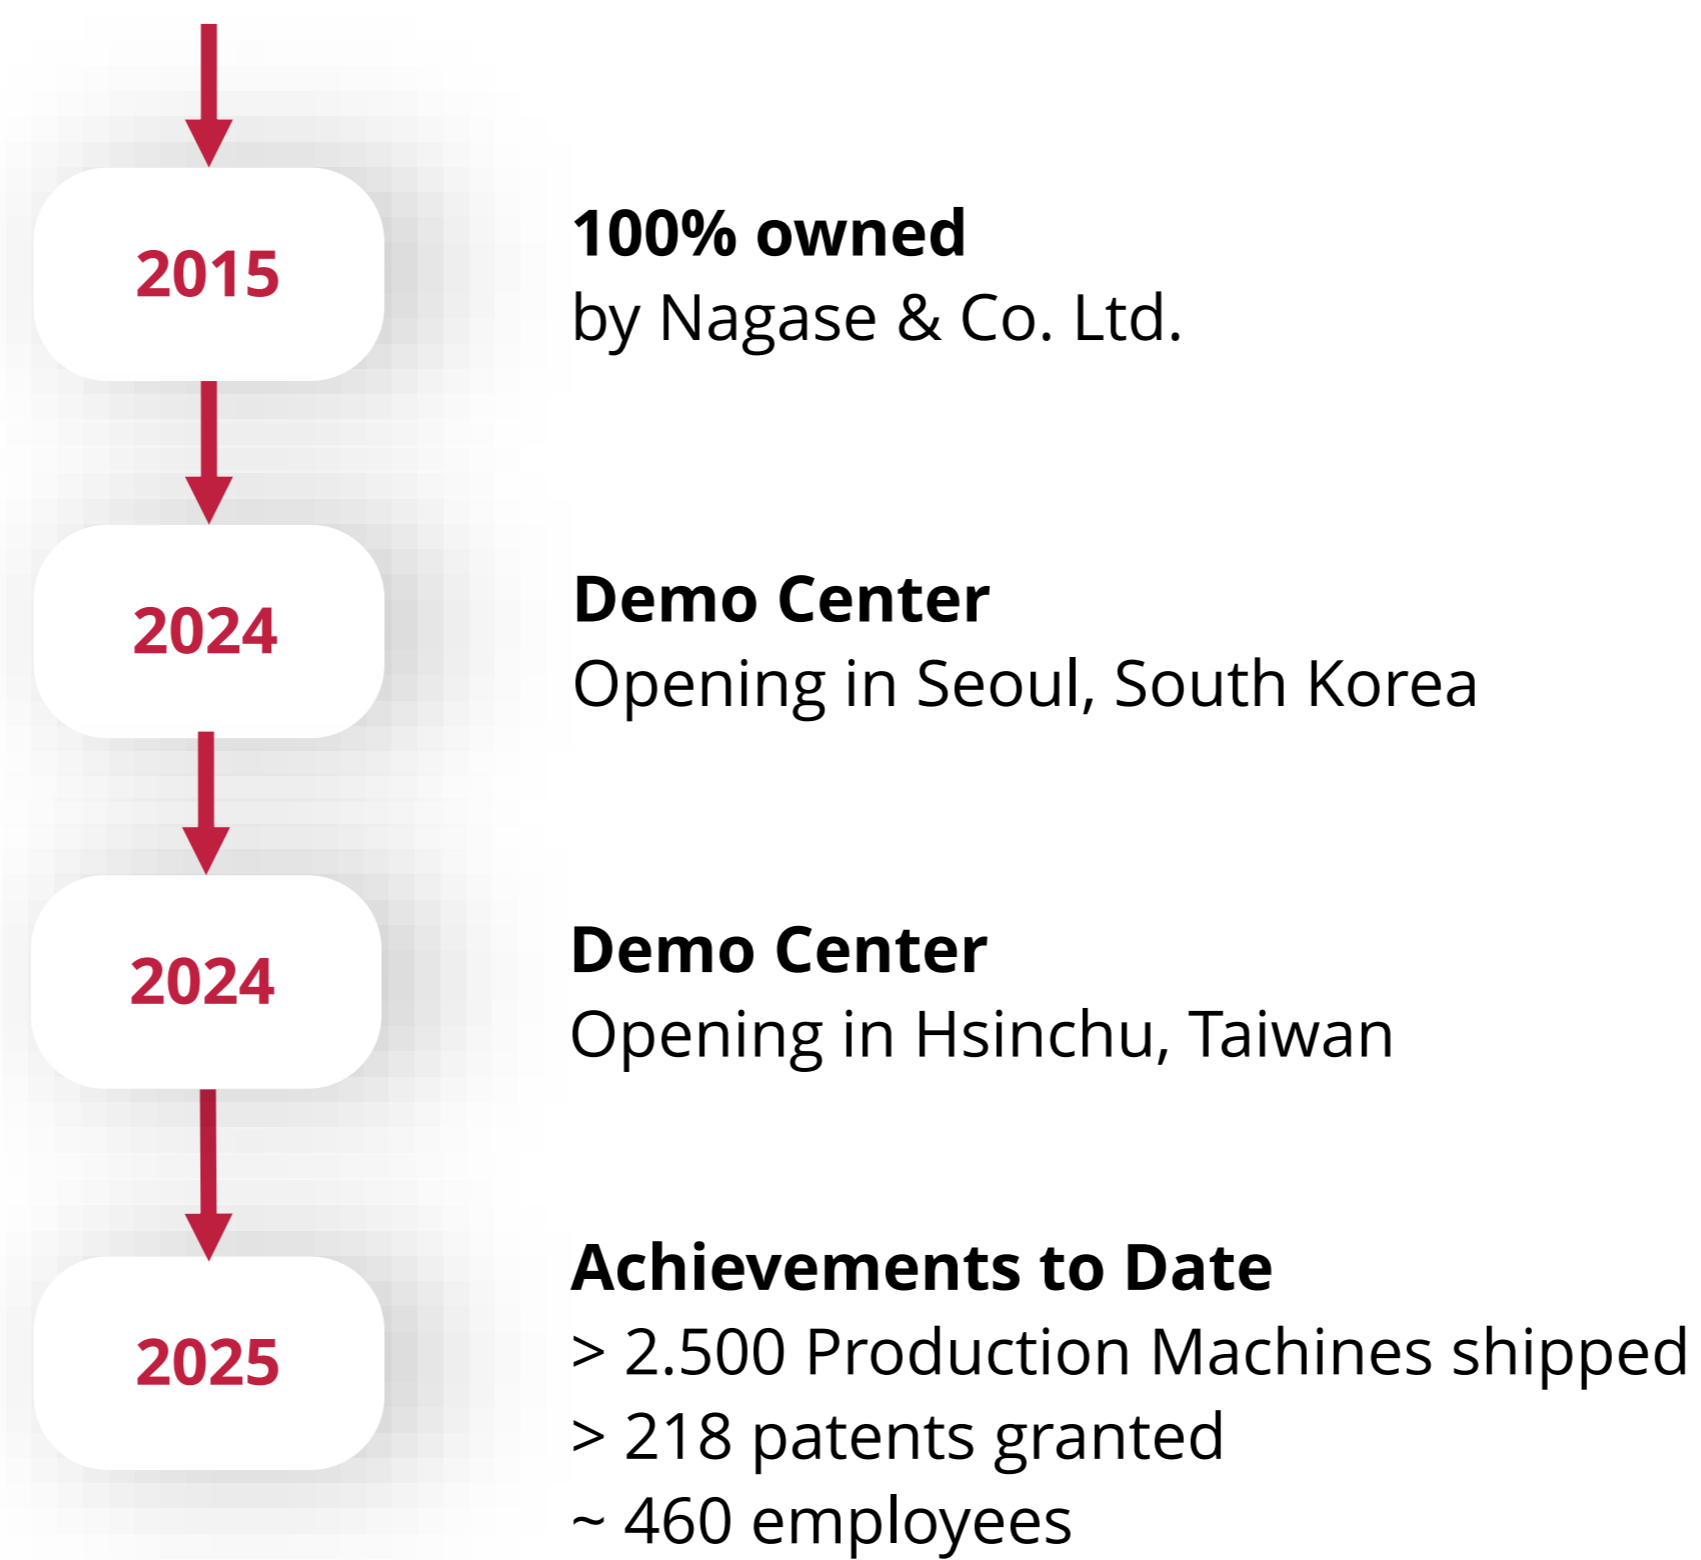 2015
100% owned
by Nagase & Co. Ltd.
2024
Demo Center
Opening in Seoul, South Korea
2024
Demo Center
Opening in Hsinchu, Taiwan
2025
Achievements to Date
> 2.500 Production Machines shipped
> 218 patents granted
~ 460 employees